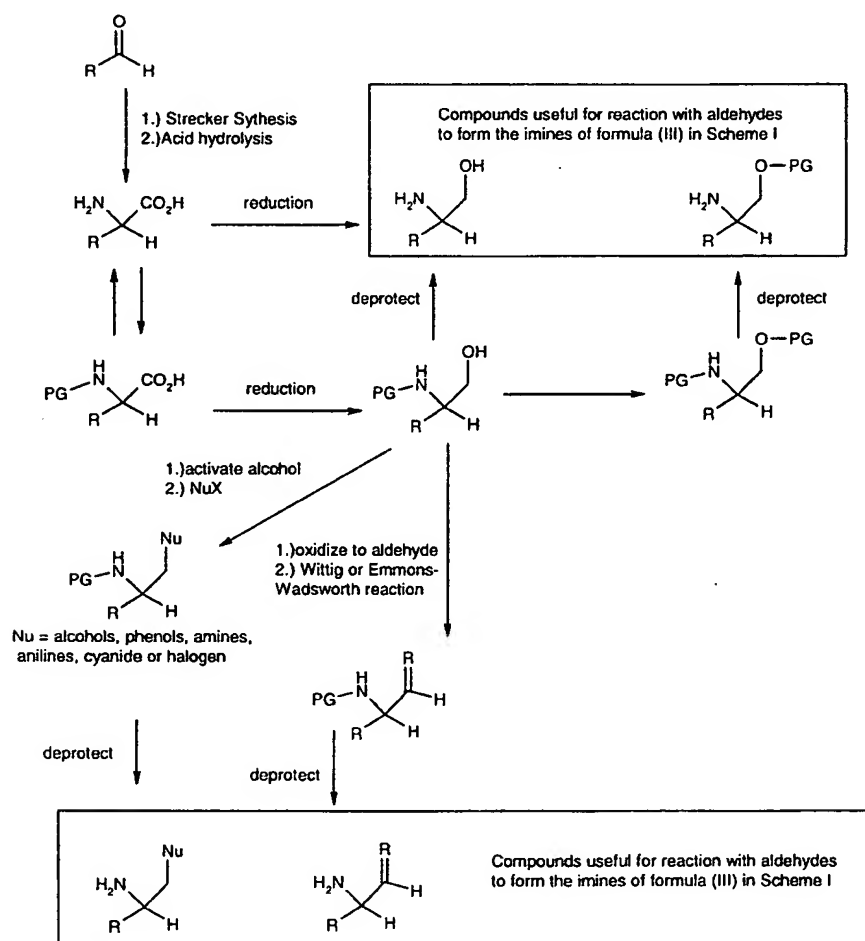 O
R H
1.) Strecker Sythesis
2.)Acid hydrolysis
Compounds useful for reaction with aldehydes
to form the imines of formula (III) in Scheme I
H₂N CO₂H
R H
reduction
OH
H₂N
R H
O—PG
H₂N
R H
deprotect
deprotect
H
PG N CO₂H
R H
reduction
OH
H
PG N
R H
O—PG
H
PG N
R H
1.)activate alcohol
2.) NuX
1.)oxidize to aldehyde
2.) Wittig or Emmons-
Wadsworth reaction
Nu
H
PG N
R H
Nu = alcohols, phenols, amines,
anilines, cyanide or halogen
R
H
PG N H
R H
deprotect
deprotect
Nu
H₂N
R H
R
H₂N H
R H
Compounds useful for reaction with aldehydes
to form the imines of formula (III) in Scheme I